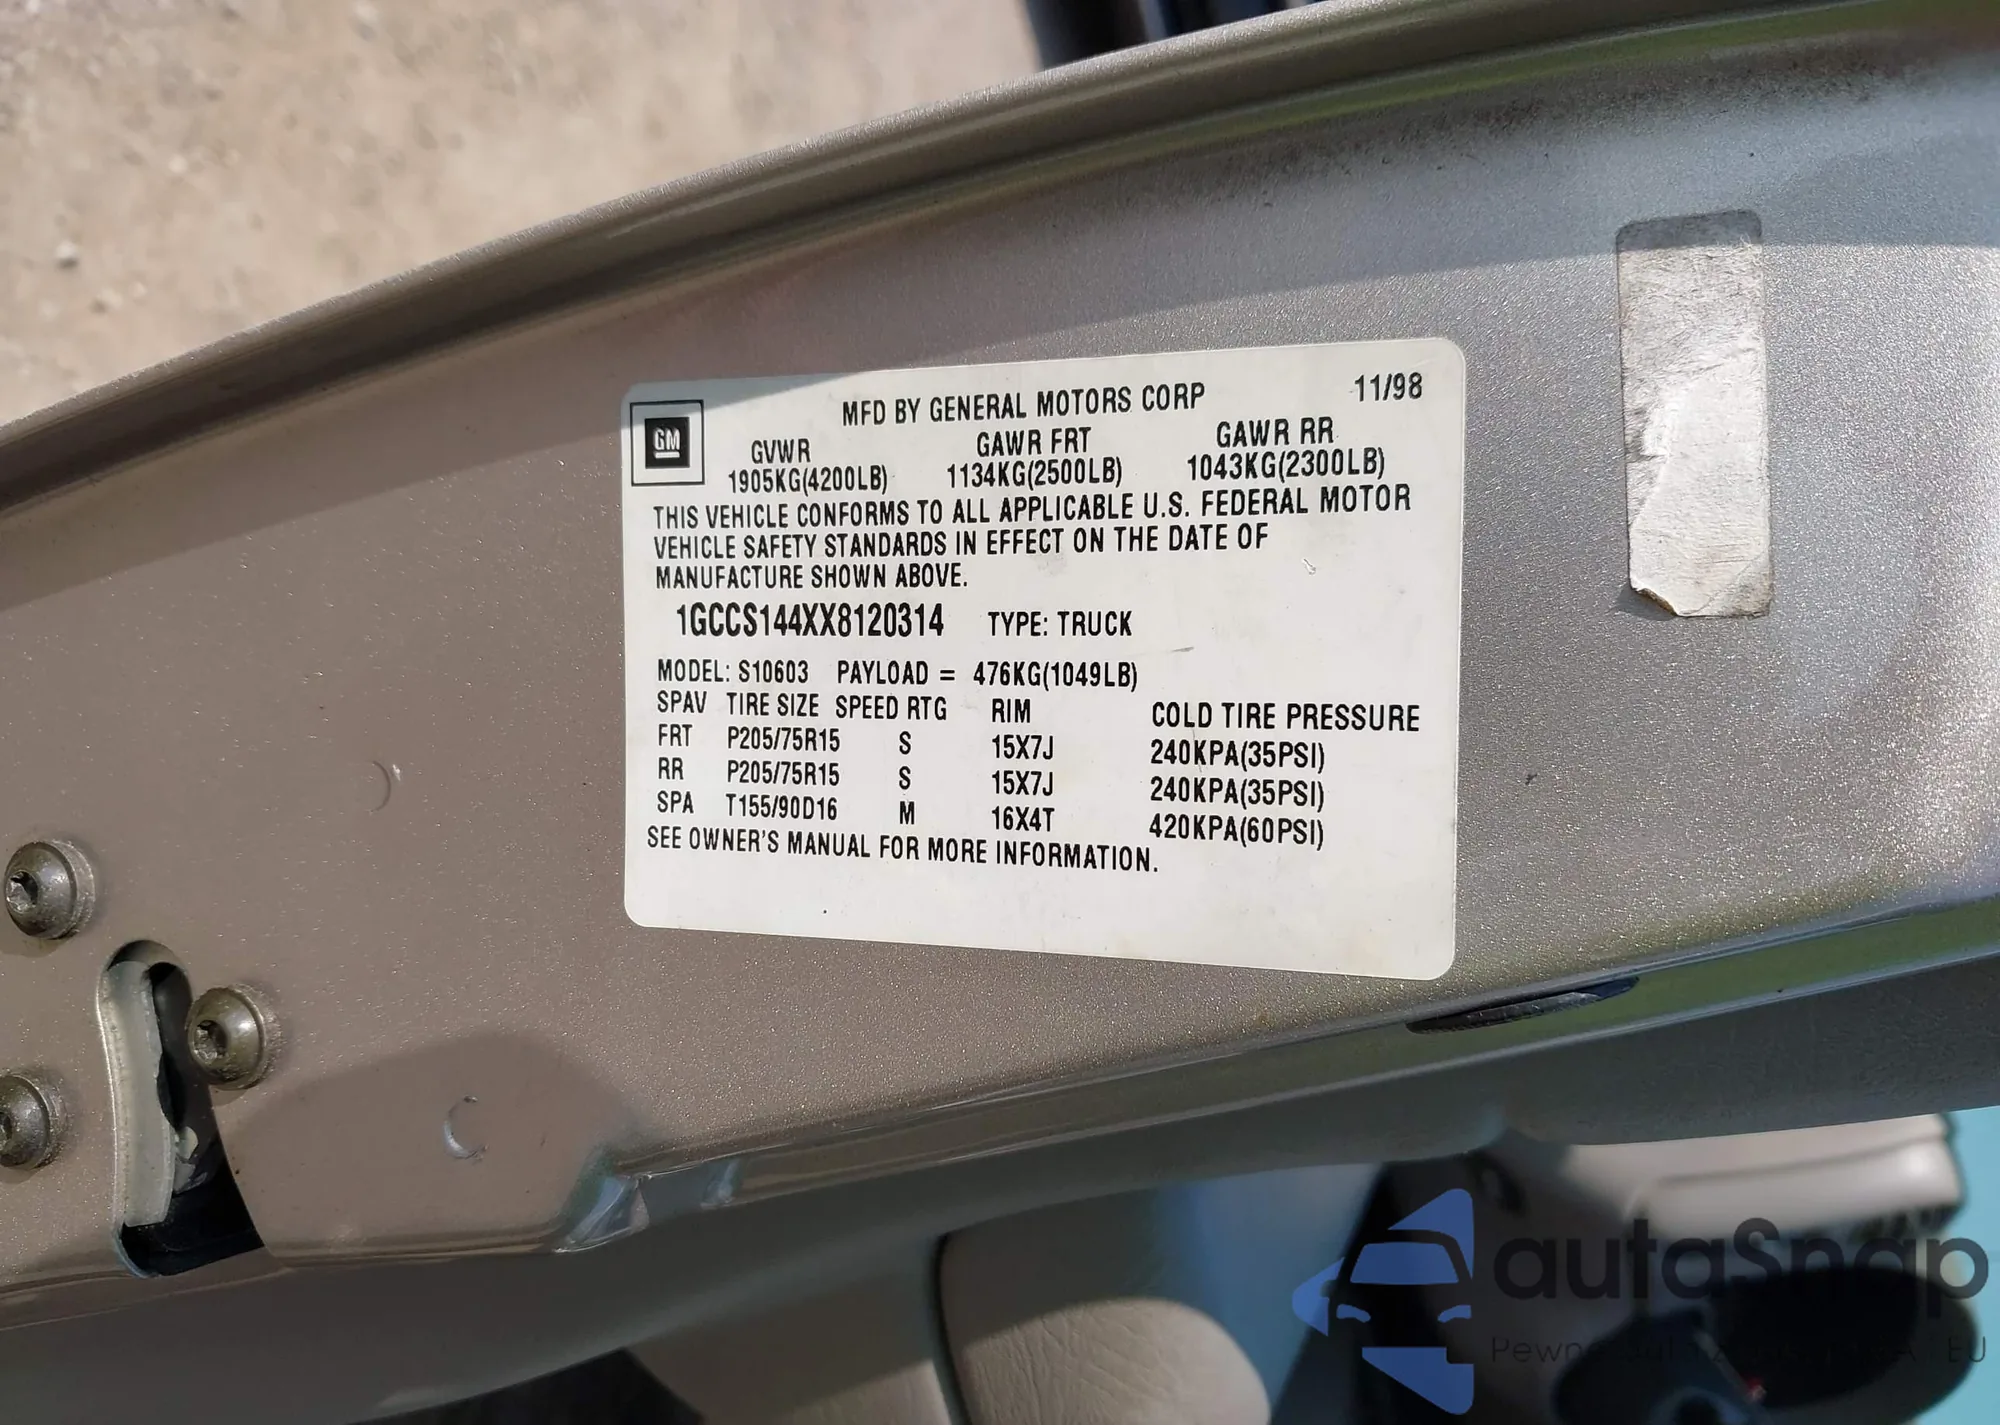 MFD BY GENERAL MOTORS CORP 11/98
GM
GVWR GAWR FRT GAWR RR
1905KG(4200LB) 1134KG(2500LB) 1043KG(2300LB)
THIS VEHICLE CONFORMS TO ALL APPLICABLE U.S. FEDERAL MOTOR
VEHICLE SAFETY STANDARDS IN EFFECT ON THE DATE OF
MANUFACTURE SHOWN ABOVE.
1GCCS144XX8120314 TYPE: TRUCK
MODEL: S10603 PAYLOAD = 476KG(1049LB)
SPAV TIRE SIZE SPEED RTG RIM COLD TIRE PRESSURE
FRT P205/75R15 S 15X7J 240KPA(35PSI)
RR P205/75R15 S 15X7J 240KPA(35PSI)
SPA T155/90D16 M 16X4T 420KPA(60PSI)
SEE OWNER'S MANUAL FOR MORE INFORMATION.
autaSnap
EU